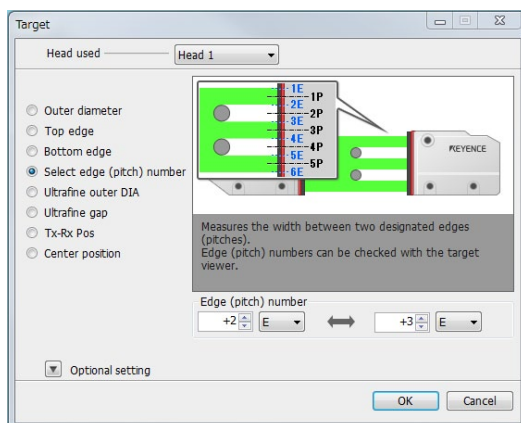 Target
Head used
Head 1
Outer diameter
Top edge
Bottom edge
Select edge (pitch) number
Ultrafine outer DIA
Ultrafine gap
Tx-Rx Pos
Center position
1E
1P
2E
2P
3E
3P
4E
4P
5E
5P
6E
KEYENCE
Measures the width between two designated edges
(pitches).
Edge (pitch) numbers can be checked with the target
viewer.
Edge (pitch) number
+2 E +3 E
Optional setting
OK Cancel